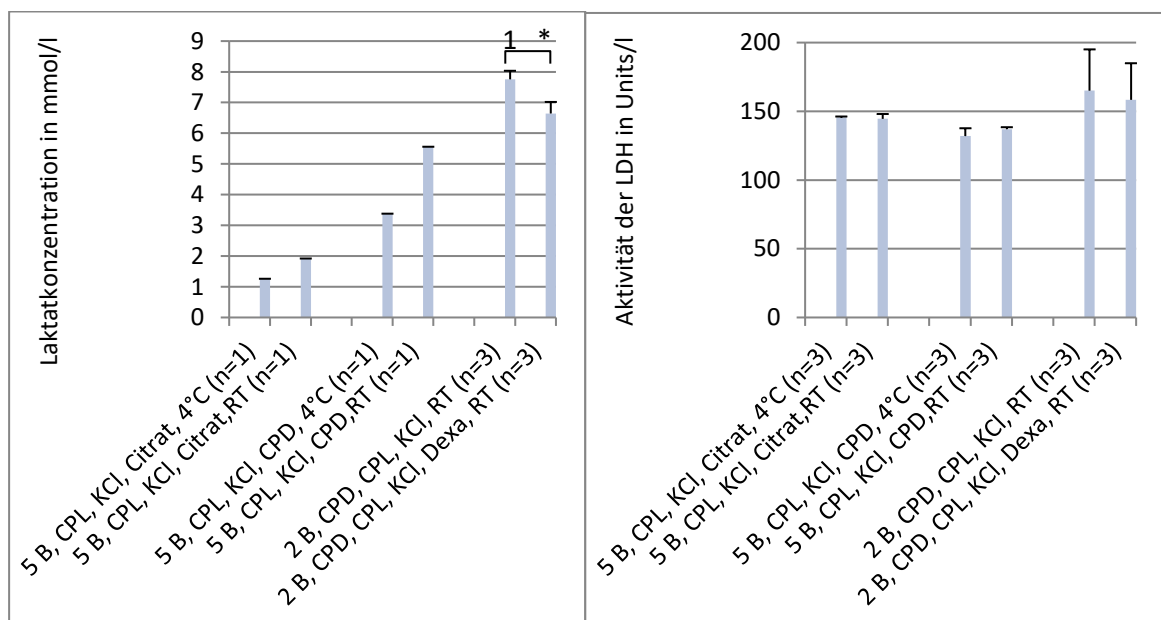 Laktatkonzentration in mmol/l
9
8
7
6
5
4
3
2
1
0
1 *
5 B, CPL, KCl, Citrat, 4°C (n=1)
5 B, CPL, KCl, Citrat,RT (n=1)
5 B, CPL, KCl, CPD, 4°C (n=1)
5 B, CPL, KCl, CPD,RT (n=1)
2 B, CPD, CPL, KCl, RT (n=3)
2 B, CPD, CPL, KCl, Dexa, RT (n=3)
Aktivität der LDH in Units/l
200
150
100
50
0
5 B, CPL, KCl, Citrat, 4°C (n=3)
5 B, CPL, KCl, Citrat,RT (n=3)
5 B, CPL, KCl, CPD, 4°C (n=3)
5 B, CPL, KCl, CPD,RT (n=3)
2 B, CPD, CPL, KCl, RT (n=3)
2 B, CPD, CPL, KCl, Dexa, RT (n=3)